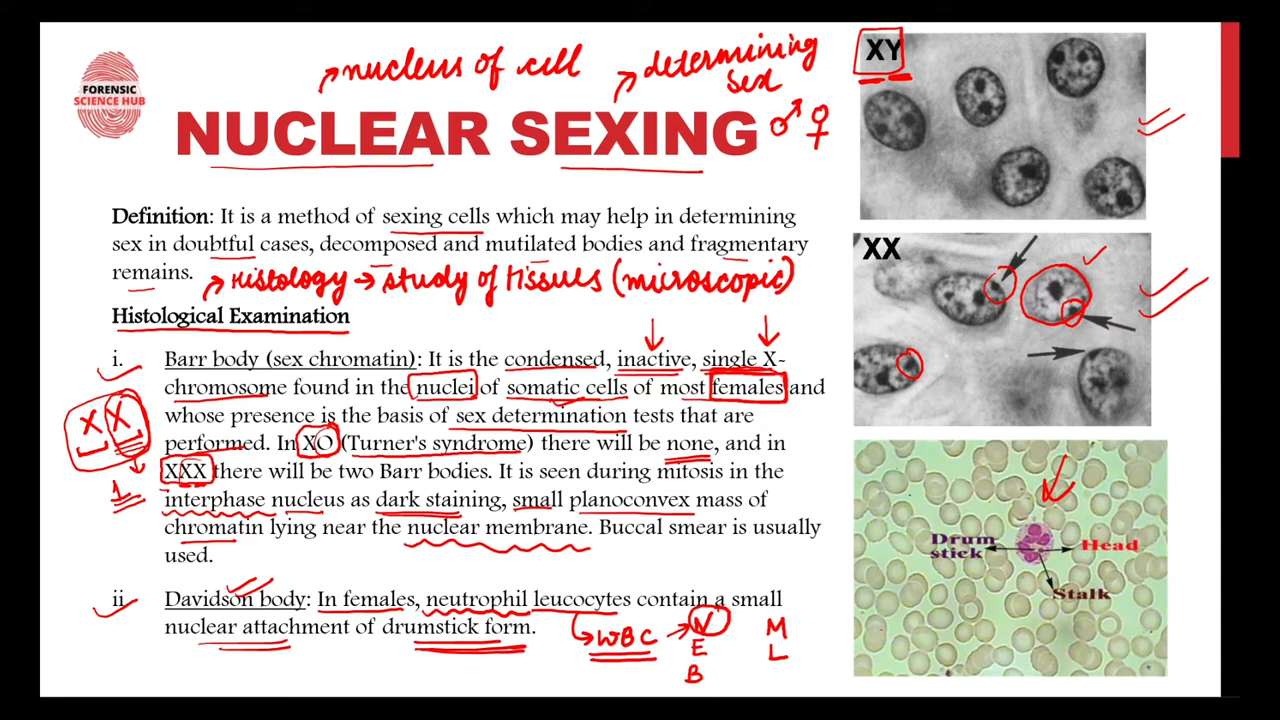 FORENSIC
SCIENCE HUB
nucleus of cell
determining
sex
NUCLEAR SEXING ♂ ♀
Definition: It is a method of sexing cells which may help in determining
sex in doubtful cases, decomposed and mutilated bodies and fragmentary
remains.
Histology → study of tissues (microscopic)
Histological Examination
i. Barr body (sex chromatin): It is the condensed, inactive, single X-
chromosome found in the nuclei of somatic cells of most females and
whose presence is the basis of sex determination tests that are
performed. In XO (Turner's syndrome) there will be none, and in
XXX there will be two Barr bodies. It is seen during mitosis in the
interphase nucleus as dark staining, small planoconvex mass of
chromatin lying near the nuclear membrane. Buccal smear is usually
used.
X X
1
ii Davidson body: In females, neutrophil leucocytes contain a small
nuclear attachment of drumstick form.
WBC → N M
E L
B
XY
XX
Drum
stick
Head
Stalk